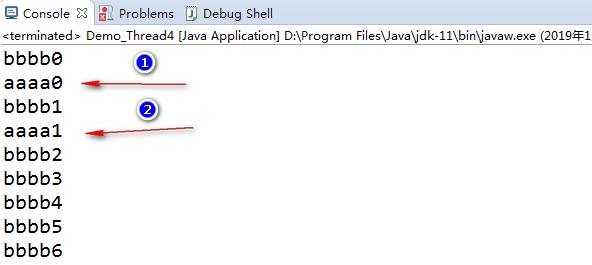 Console Problems Debug Shell
<terminated> Demo_Thread4 [Java Application] D:\Program Files\Java\jdk-11\bin\javaw.exe (2019年1
bbbb0
1
aaaa0
bbbb1
2
aaaa1
bbbb2
bbbb3
bbbb4
bbbb5
bbbb6